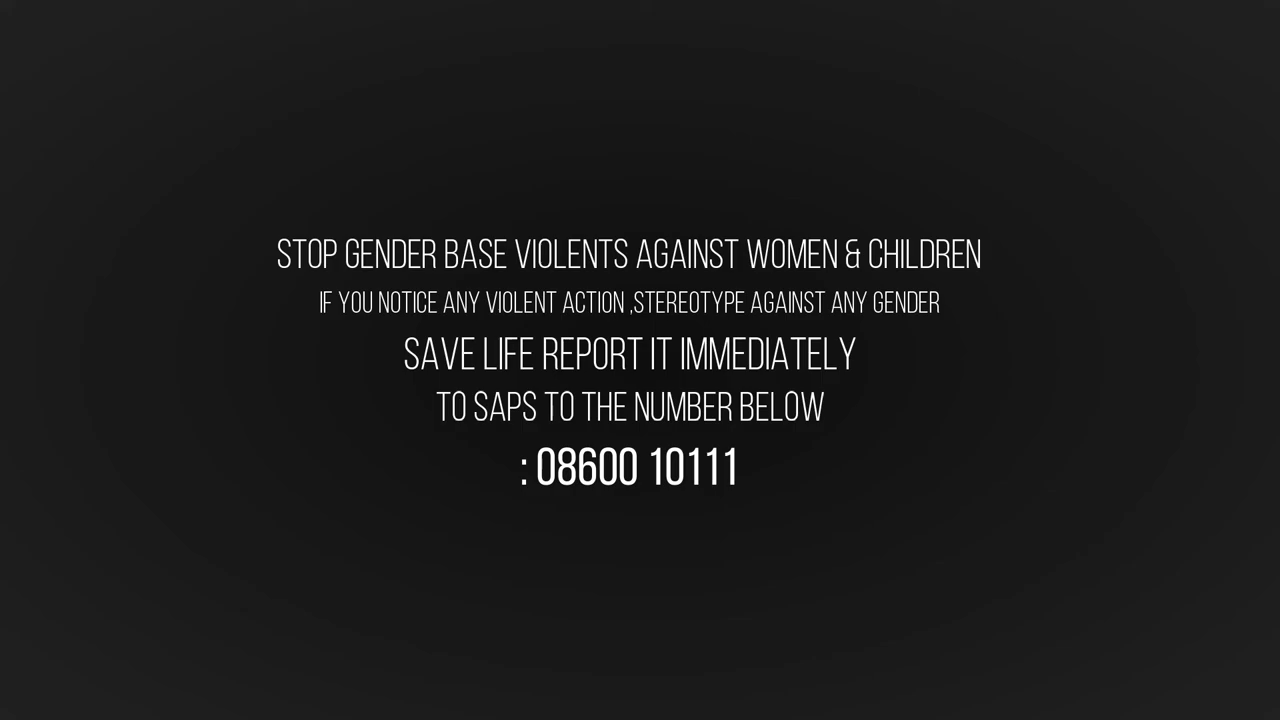 STOP GENDER BASE VIOLENTS AGAINST WOMEN & CHILDREN
IF YOU NOTICE ANY VIOLENT ACTION ,STEREOTYPE AGAINST ANY GENDER
SAVE LIFE REPORT IT IMMEDIATELY
TO SAPS TO THE NUMBER BELOW
: 08600 10111